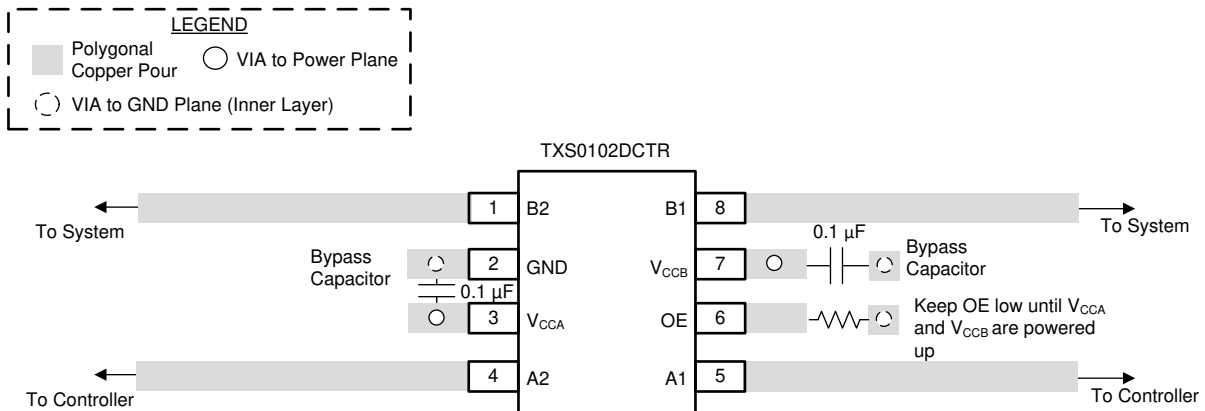 LEGEND
Polygonal
Copper Pour
VIA to Power Plane
VIA to GND Plane (Inner Layer)
TXS0102DCTR
1 B2
B1 8
To System
To System
Bypass
Capacitor
2 GND
0.1 µF
3 VCCA
VCCB 7
0.1 µF
Bypass
Capacitor
OE 6
Keep OE low until VCCA
and VCCB are powered
up
4 A2
A1 5
To Controller
To Controller